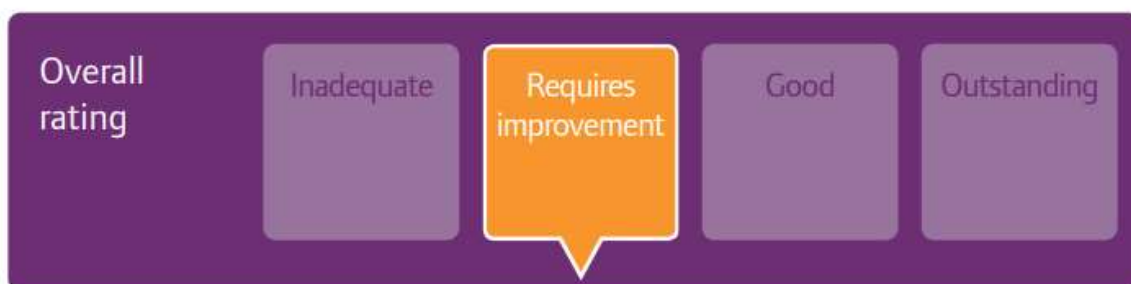 Overall
rating
Inadequate
Requires
improvement
Good
Outstanding